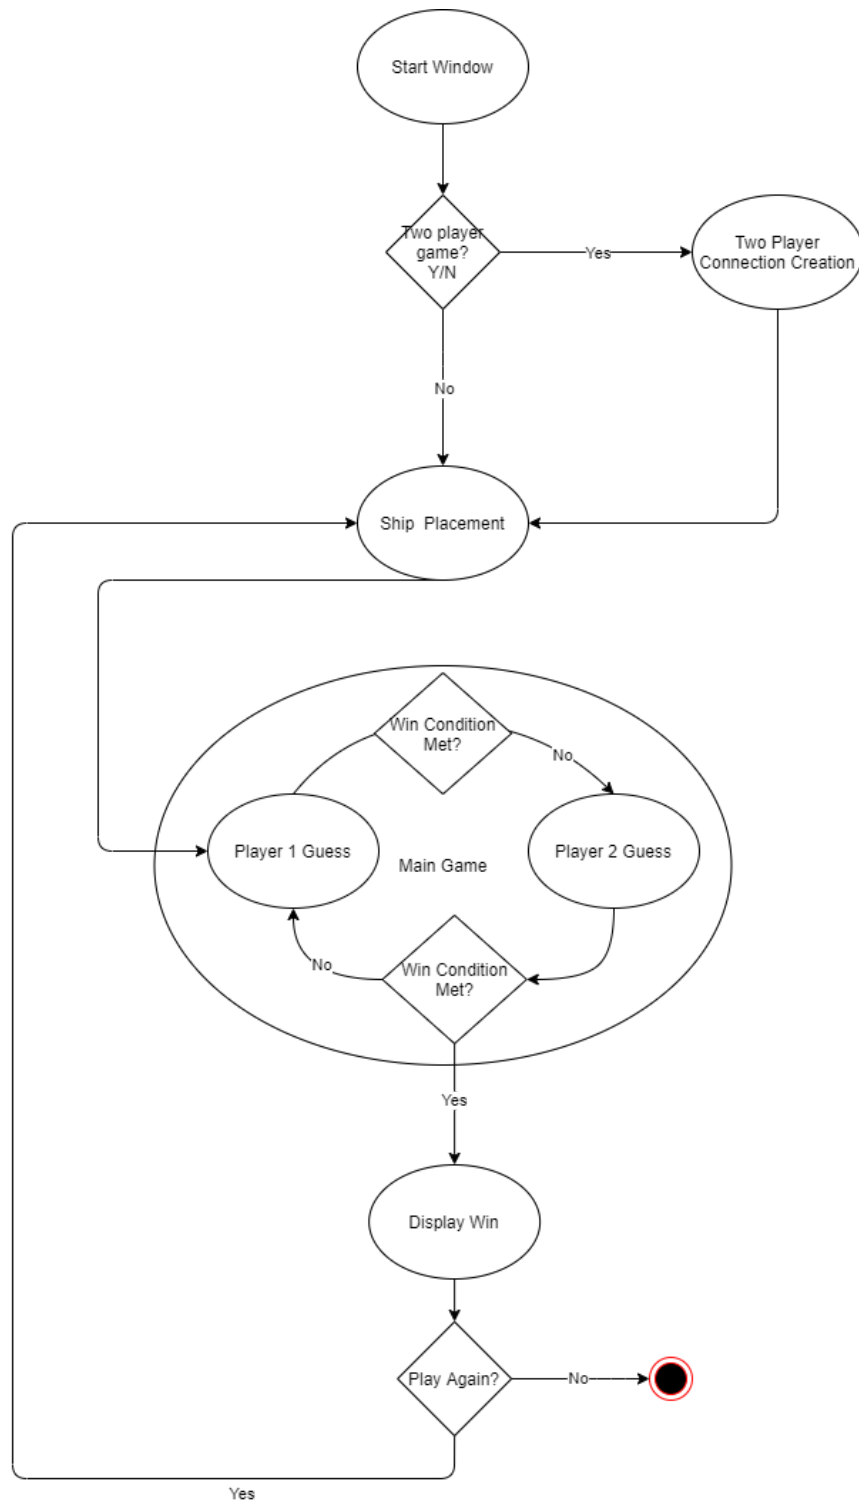 Start Window
Two player
game?
Y/N
Yes
Two Player
Connection Creation
No
Ship Placement
Win Condition
Met?
No
Player 1 Guess
Main Game
Player 2 Guess
No
Win Condition
Met?
Yes
Display Win
Play Again?
No
Yes